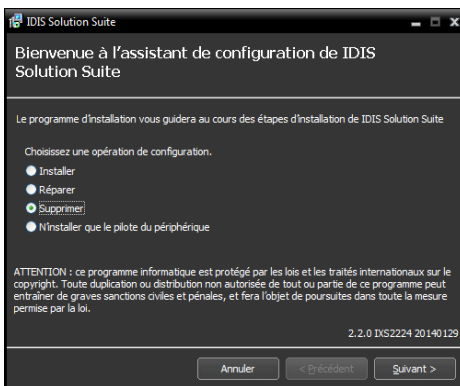 IDIS Solution Suite
Bienvenue à l'assistant de configuration de IDIS
Solution Suite
Le programme d'installation vous guidera au cours des étapes d'installation de IDIS Solution Suite
Choisissez une opération de configuration.
Installer
Réparer
Supprimer
N'installer que le pilote du périphérique
ATTENTION : ce programme informatique est protégé par les lois et les traités internationaux sur le
copyright. Toute duplication ou distribution non autorisée de tout ou partie de ce programme peut
entraîner de graves sanctions civiles et pénales, et fera l'objet de poursuites dans toute la mesure
permise par la loi.
2.2.0 IXS2224 20140129
Annuler
< Précédent
Suivant >